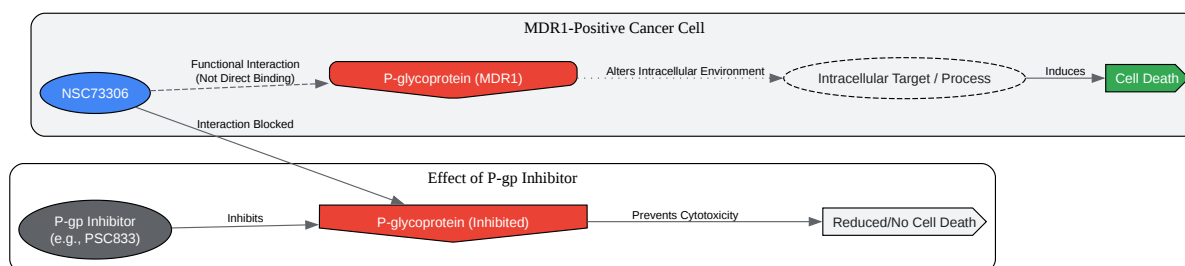 MDR1-Positive Cancer Cell
Functional Interaction
(Not Direct Binding)
NSC73306
P-glycoprotein (MDR1)
Alters Intracellular Environment
Intracellular Target / Process
Induces
Cell Death
Interaction Blocked
Effect of P-gp Inhibitor
P-gp Inhibitor
(e.g., PSC833)
Inhibits
P-glycoprotein (Inhibited)
Prevents Cytotoxicity
Reduced/No Cell Death